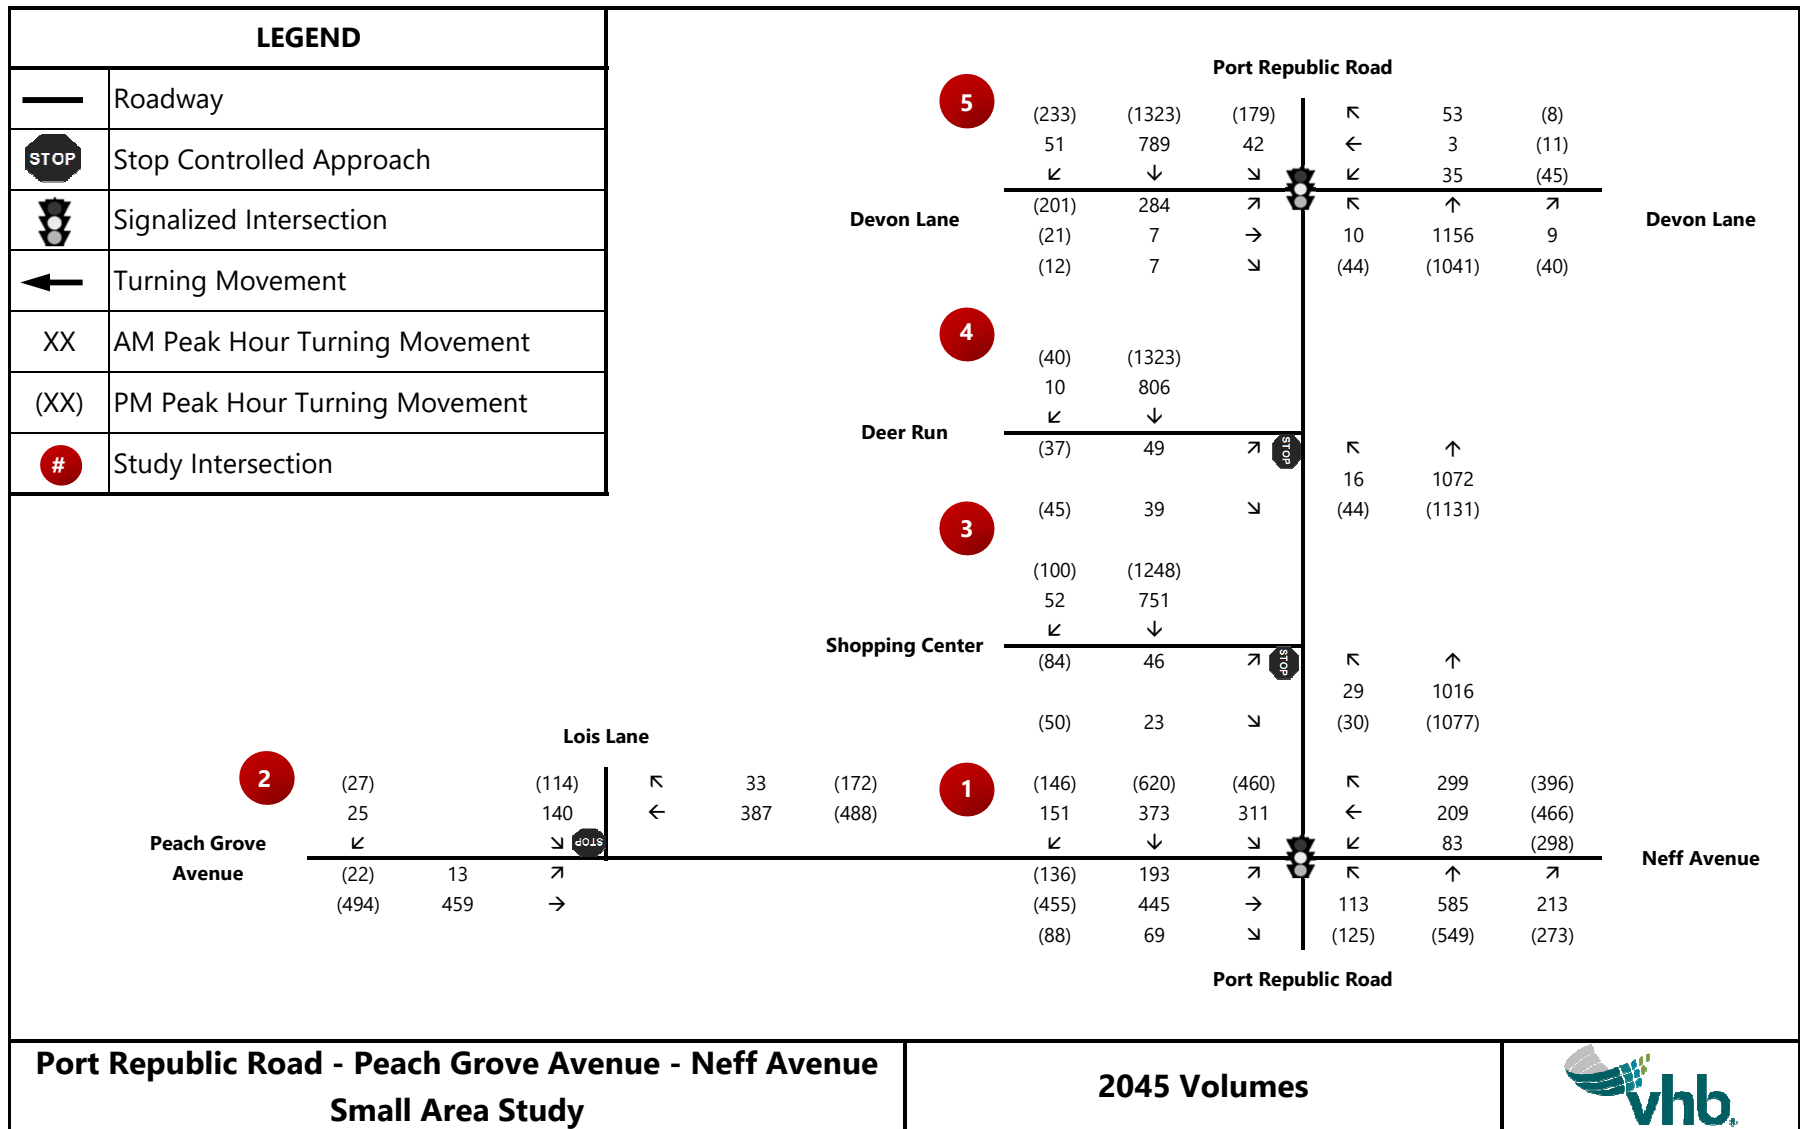 LEGEND
Roadway
STOP Stop Controlled Approach
Signalized Intersection
Turning Movement
XX AM Peak Hour Turning Movement
(XX) PM Peak Hour Turning Movement
# Study Intersection
Port Republic Road
5
(233) (1323) (179) ↖ 53 (8)
51 789 42 ← 3 (11)
↙ ↓ ↘ ↙ 35 (45)
Devon Lane
(201) 284 ↗ ↖ ↑ ↗
Devon Lane
(21) 7 → 10 1156 9
(12) 7 ↘ (44) (1041) (40)
4
(40) (1323)
10 806
↙ ↓
Deer Run
(37) 49 ↗ STOP ↖ ↑
16 1072
(45) 39 ↘ (44) (1131)
3
(100) (1248)
52 751
↙ ↓
Shopping Center
(84) 46 ↗ STOP ↖ ↑
29 1016
(50) 23 ↘ (30) (1077)
Lois Lane
2
(27) (114) ↖ 33 (172)
25 140 ← 387 (488)
↙ ↘ STOP
Peach Grove
Avenue
(22) 13 ↗
(494) 459 →
1
(146) (620) (460) ↖ 299 (396)
151 373 311 ← 209 (466)
↙ ↓ ↘ ↙ 83 (298)
Neff Avenue
(136) 193 ↗ ↖ ↑ ↗
(455) 445 → 113 585 213
(88) 69 ↘ (125) (549) (273)
Port Republic Road
Port Republic Road - Peach Grove Avenue - Neff Avenue
Small Area Study
2045 Volumes
vhb